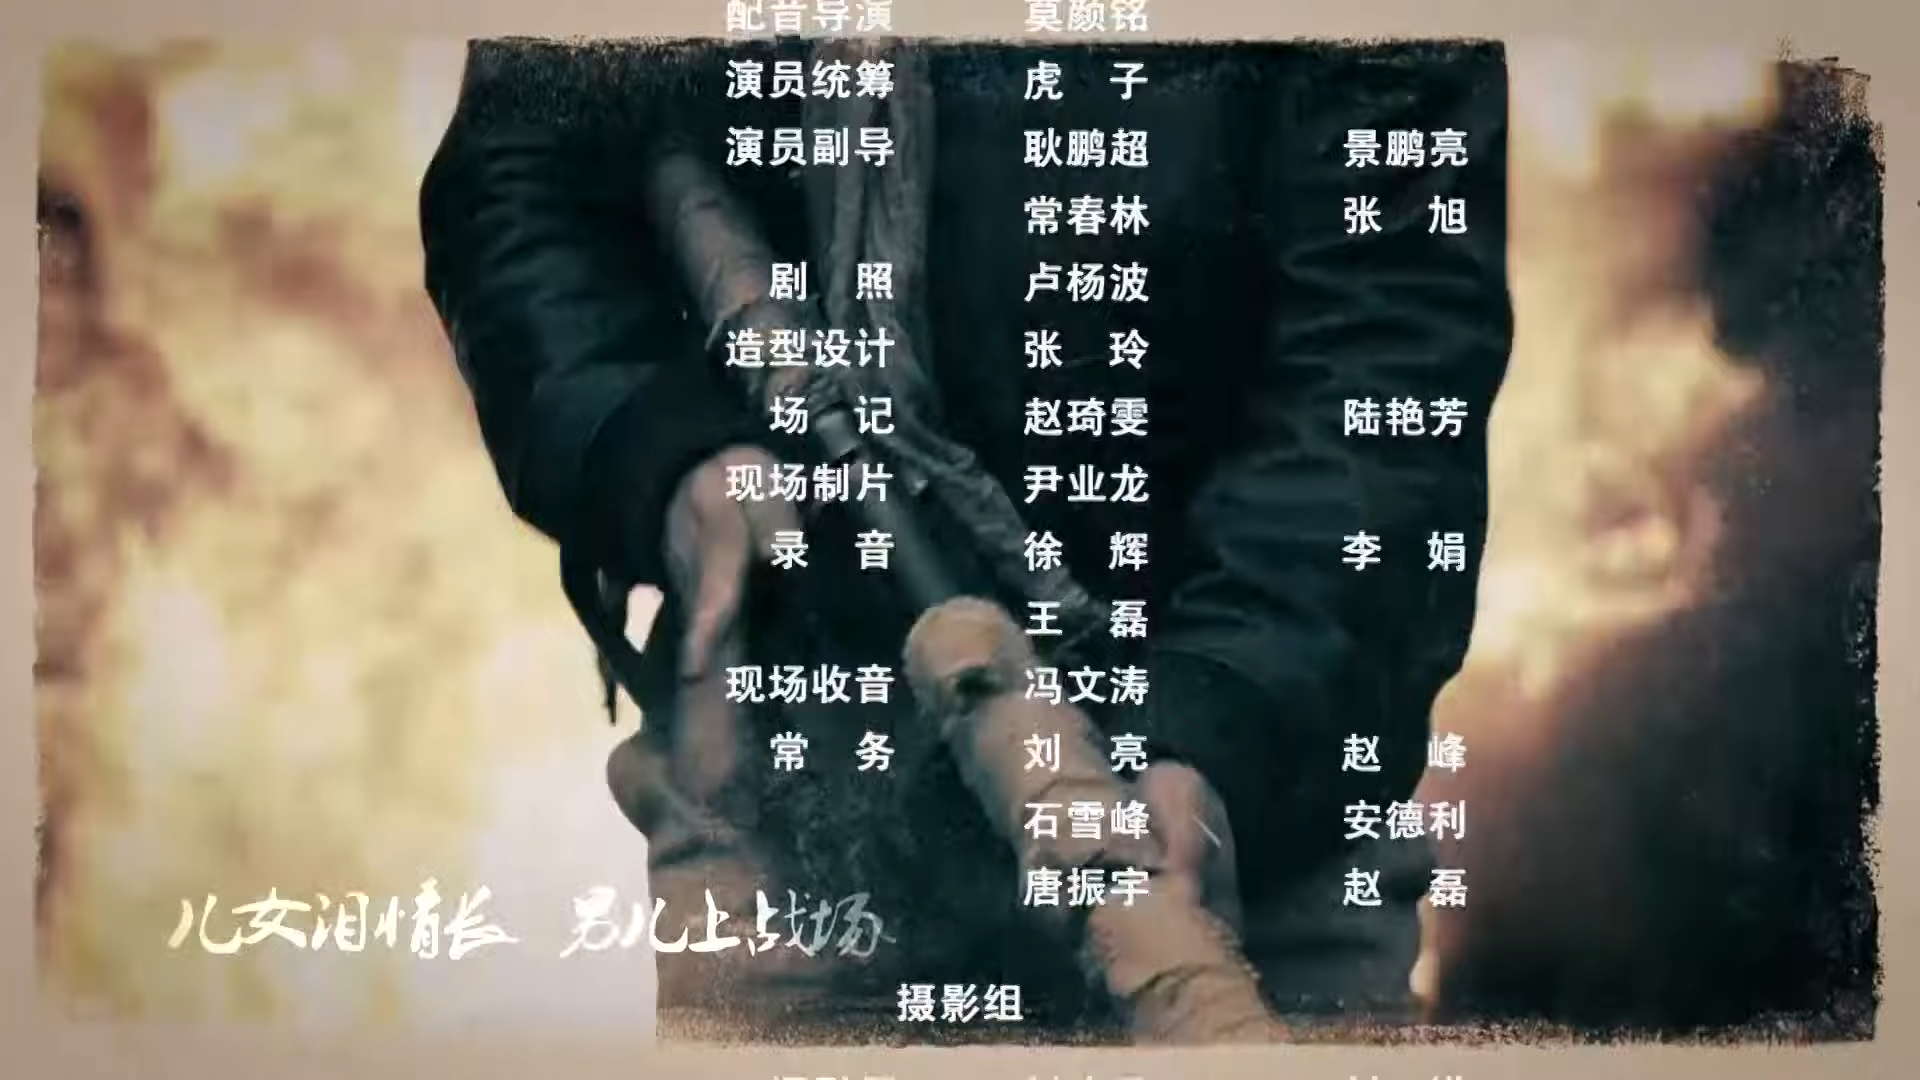 配音导演 莫颜铭
演员统筹 虎 子
演员副导 耿鹏超 景鹏亮
常春林 张 旭
剧 照 卢杨波
造型设计 张 玲
场 记 赵琦雯 陆艳芳
现场制片 尹业龙
录 音 徐 辉 李 娟
王 磊
现场收音 冯文涛
常 务 刘 亮 赵 峰
石雪峰 安德利
唐振宇 赵 磊
儿女泪情长 男儿上战场
摄影组